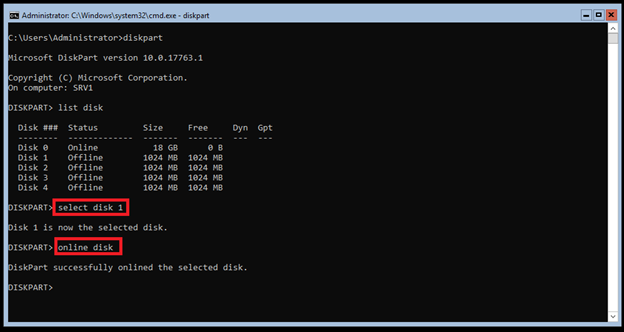 Administrator: C:\Windows\system32\cmd.exe - diskpart
C:\Users\Administrator>diskpart
Microsoft DiskPart version 10.0.17763.1
Copyright (C) Microsoft Corporation.
On computer: SRV1
DISKPART> list disk
Disk ###  Status         Size     Free     Dyn  Gpt
--------  -------------  -------  -------  ---  ---
Disk 0    Online           18 GB      0 B
Disk 1    Offline        1024 MB  1024 MB
Disk 2    Offline        1024 MB  1024 MB
Disk 3    Offline        1024 MB  1024 MB
Disk 4    Offline        1024 MB  1024 MB
DISKPART> select disk 1
Disk 1 is now the selected disk.
DISKPART> online disk
DiskPart successfully onlined the selected disk.
DISKPART>